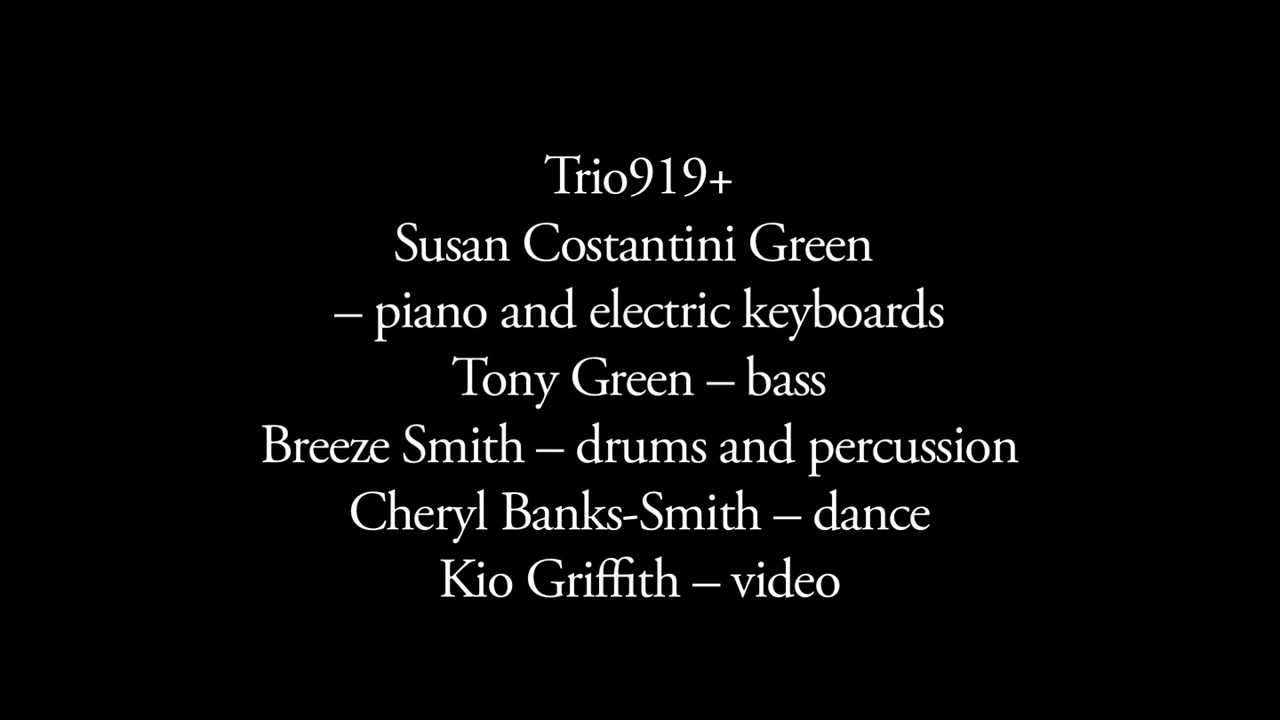 Trio919+
Susan Costantini Green
– piano and electric keyboards
Tony Green – bass
Breeze Smith – drums and percussion
Cheryl Banks-Smith – dance
Kio Griffith – video